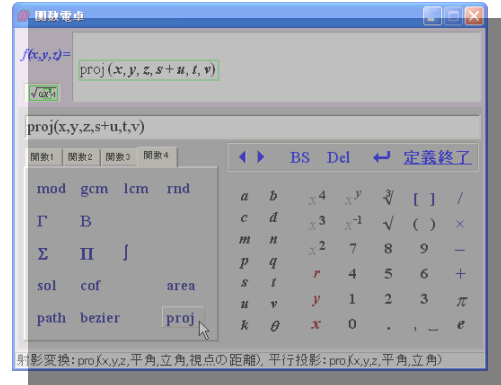 関数電卓
f(x,y,z)=
proj (x, y, z, s+u, t, v)
proj(x,y,z,s+u,t,v)
関数1 関数2 関数3 関数4
BS Del 定義終了
mod gcm lcm rnd
Γ B
Σ Π ∫
sol cof area
path bezier proj
a b x4 xy ∛ [ ] /
c d x3 x-1 √ ( ) ×
m n x2 7 8 9 −
p q r 4 5 6 +
s t y 1 2 3 π
u v x 0 . , _ e
k θ
射影変換: proj(x,y,z,平角,立角,視点の距離), 平行投影: proj(x,y,z,平角,立角)